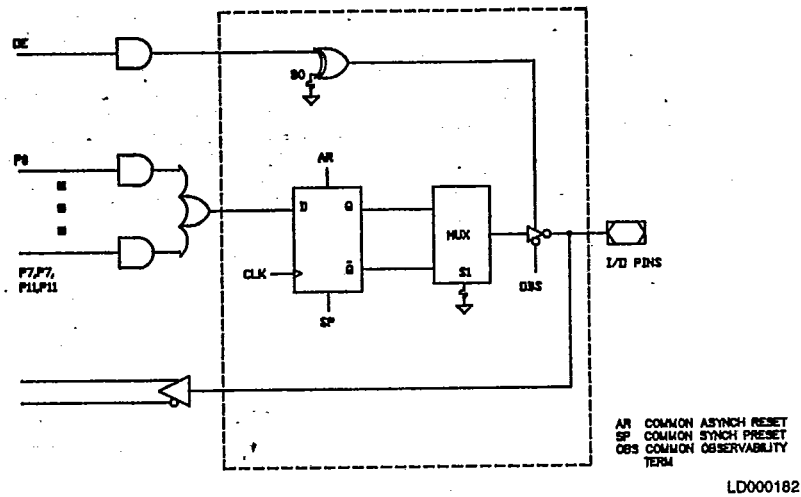 OE
S0
P0
AR
D
Q
MUX
CLK
Q̅
S1
I/O PINS
P7,P7,
P11,P11
OBS
SP
AR COMMON ASYNCH RESET
SP COMMON SYNCH PRESET
OBS COMMON OBSERVABILITY
TERM
LD000182